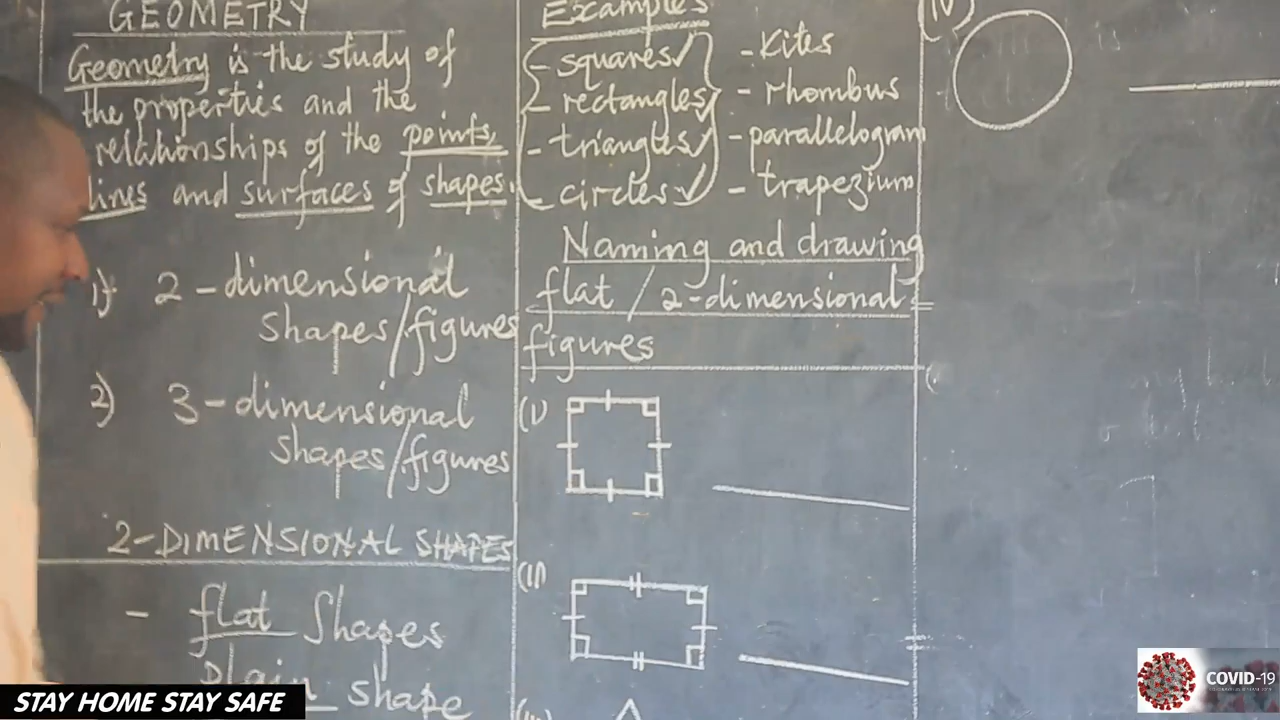 GEOMETRY
Geometry is the study of
the properties and the
relationships of the points,
lines and surfaces of shapes.
1) 2-dimensional
shapes/figures
2) 3-dimensional
shapes/figures
2-DIMENSIONAL SHAPES
- flat shapes
plain shape
Examples
- squares ✓
- rectangles ✓
- triangles ✓
- circles ✓
- Kites
- rhombus
- parallelogram
- trapezium
Naming and drawing
flat / 2-dimensional
figures
(i)
(ii)
(iii)
(iv)
STAY HOME STAY SAFE
COVID-19